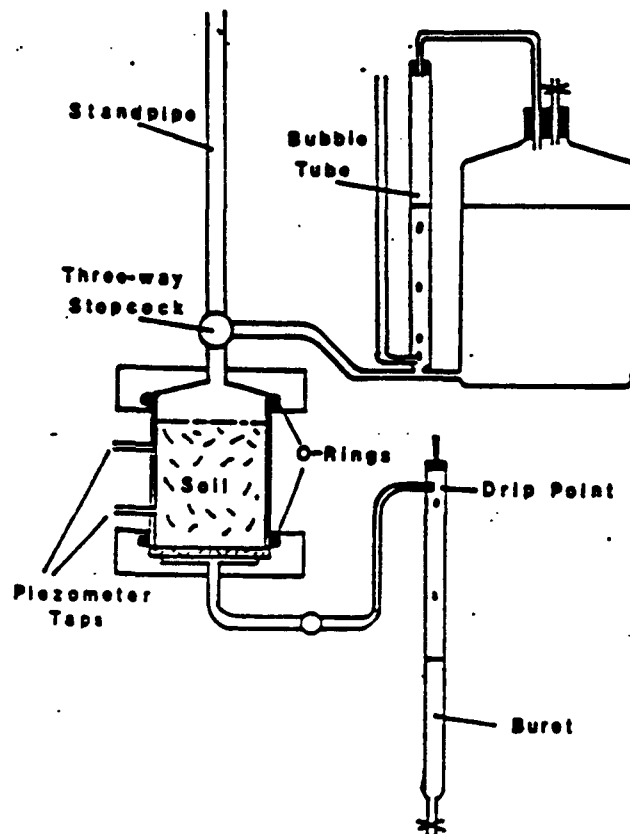 Standpipe
Bubble
Tube
Three-way
Stopcock
O-Rings
Soil
Drip Point
Piezometer
Taps
Buret